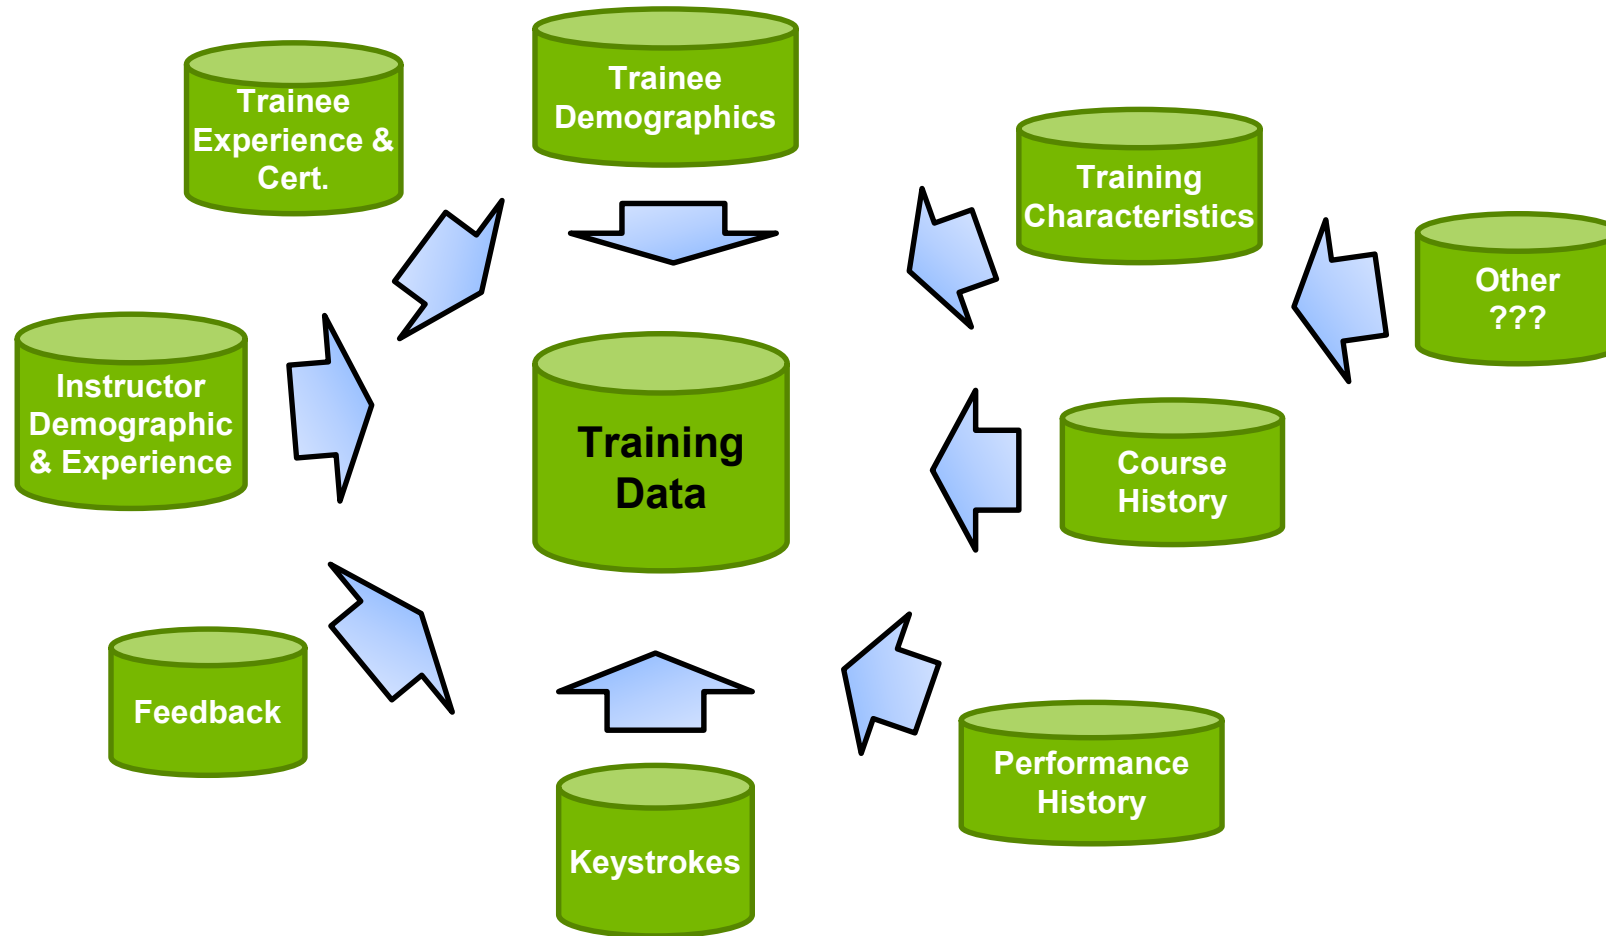 Trainee
Demographics
Trainee
Experience &
Cert.
Training
Characteristics
Other
???
Instructor
Demographic
& Experience
Training
Data
Course
History
Feedback
Performance
History
Keystrokes